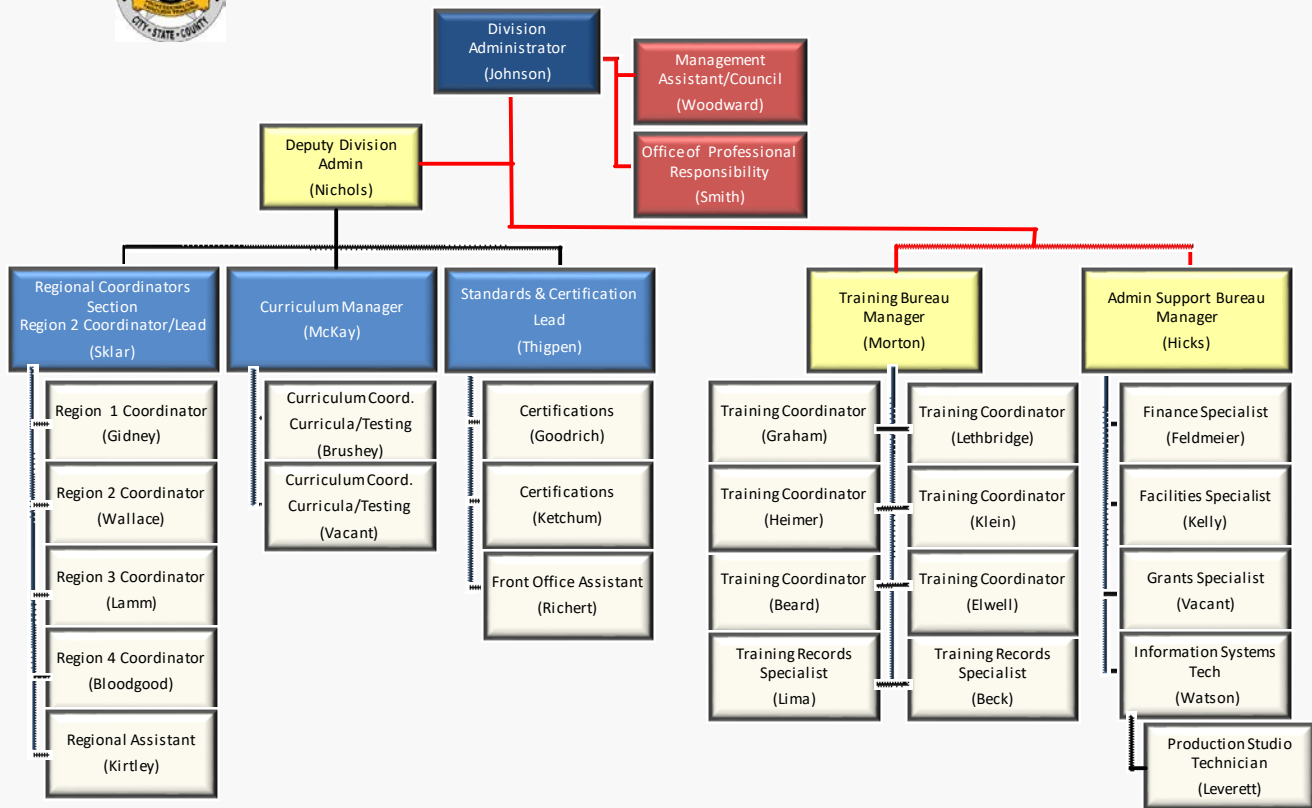 PROFESSIONALISM
THROUGH TRAINING
CITY • STATE • COUNTY
Division
Administrator
(Johnson)
Management
Assistant/Council
(Woodward)
Office of Professional
Responsibility
(Smith)
Deputy Division
Admin
(Nichols)
Regional Coordinators
Section
Region 2 Coordinator/Lead
(Sklar)
Curriculum Manager
(McKay)
Standards & Certification
Lead
(Thigpen)
Training Bureau
Manager
(Morton)
Admin Support Bureau
Manager
(Hicks)
Region 1 Coordinator
(Gidney)
Region 2 Coordinator
(Wallace)
Region 3 Coordinator
(Lamm)
Region 4 Coordinator
(Bloodgood)
Regional Assistant
(Kirtley)
Curriculum Coord.
Curricula/Testing
(Brushey)
Curriculum Coord.
Curricula/Testing
(Vacant)
Certifications
(Goodrich)
Certifications
(Ketchum)
Front Office Assistant
(Richert)
Training Coordinator
(Graham)
Training Coordinator
(Heimer)
Training Coordinator
(Beard)
Training Records
Specialist
(Lima)
Training Coordinator
(Lethbridge)
Training Coordinator
(Klein)
Training Coordinator
(Elwell)
Training Records
Specialist
(Beck)
Finance Specialist
(Feldmeier)
Facilities Specialist
(Kelly)
Grants Specialist
(Vacant)
Information Systems
Tech
(Watson)
Production Studio
Technician
(Leverett)